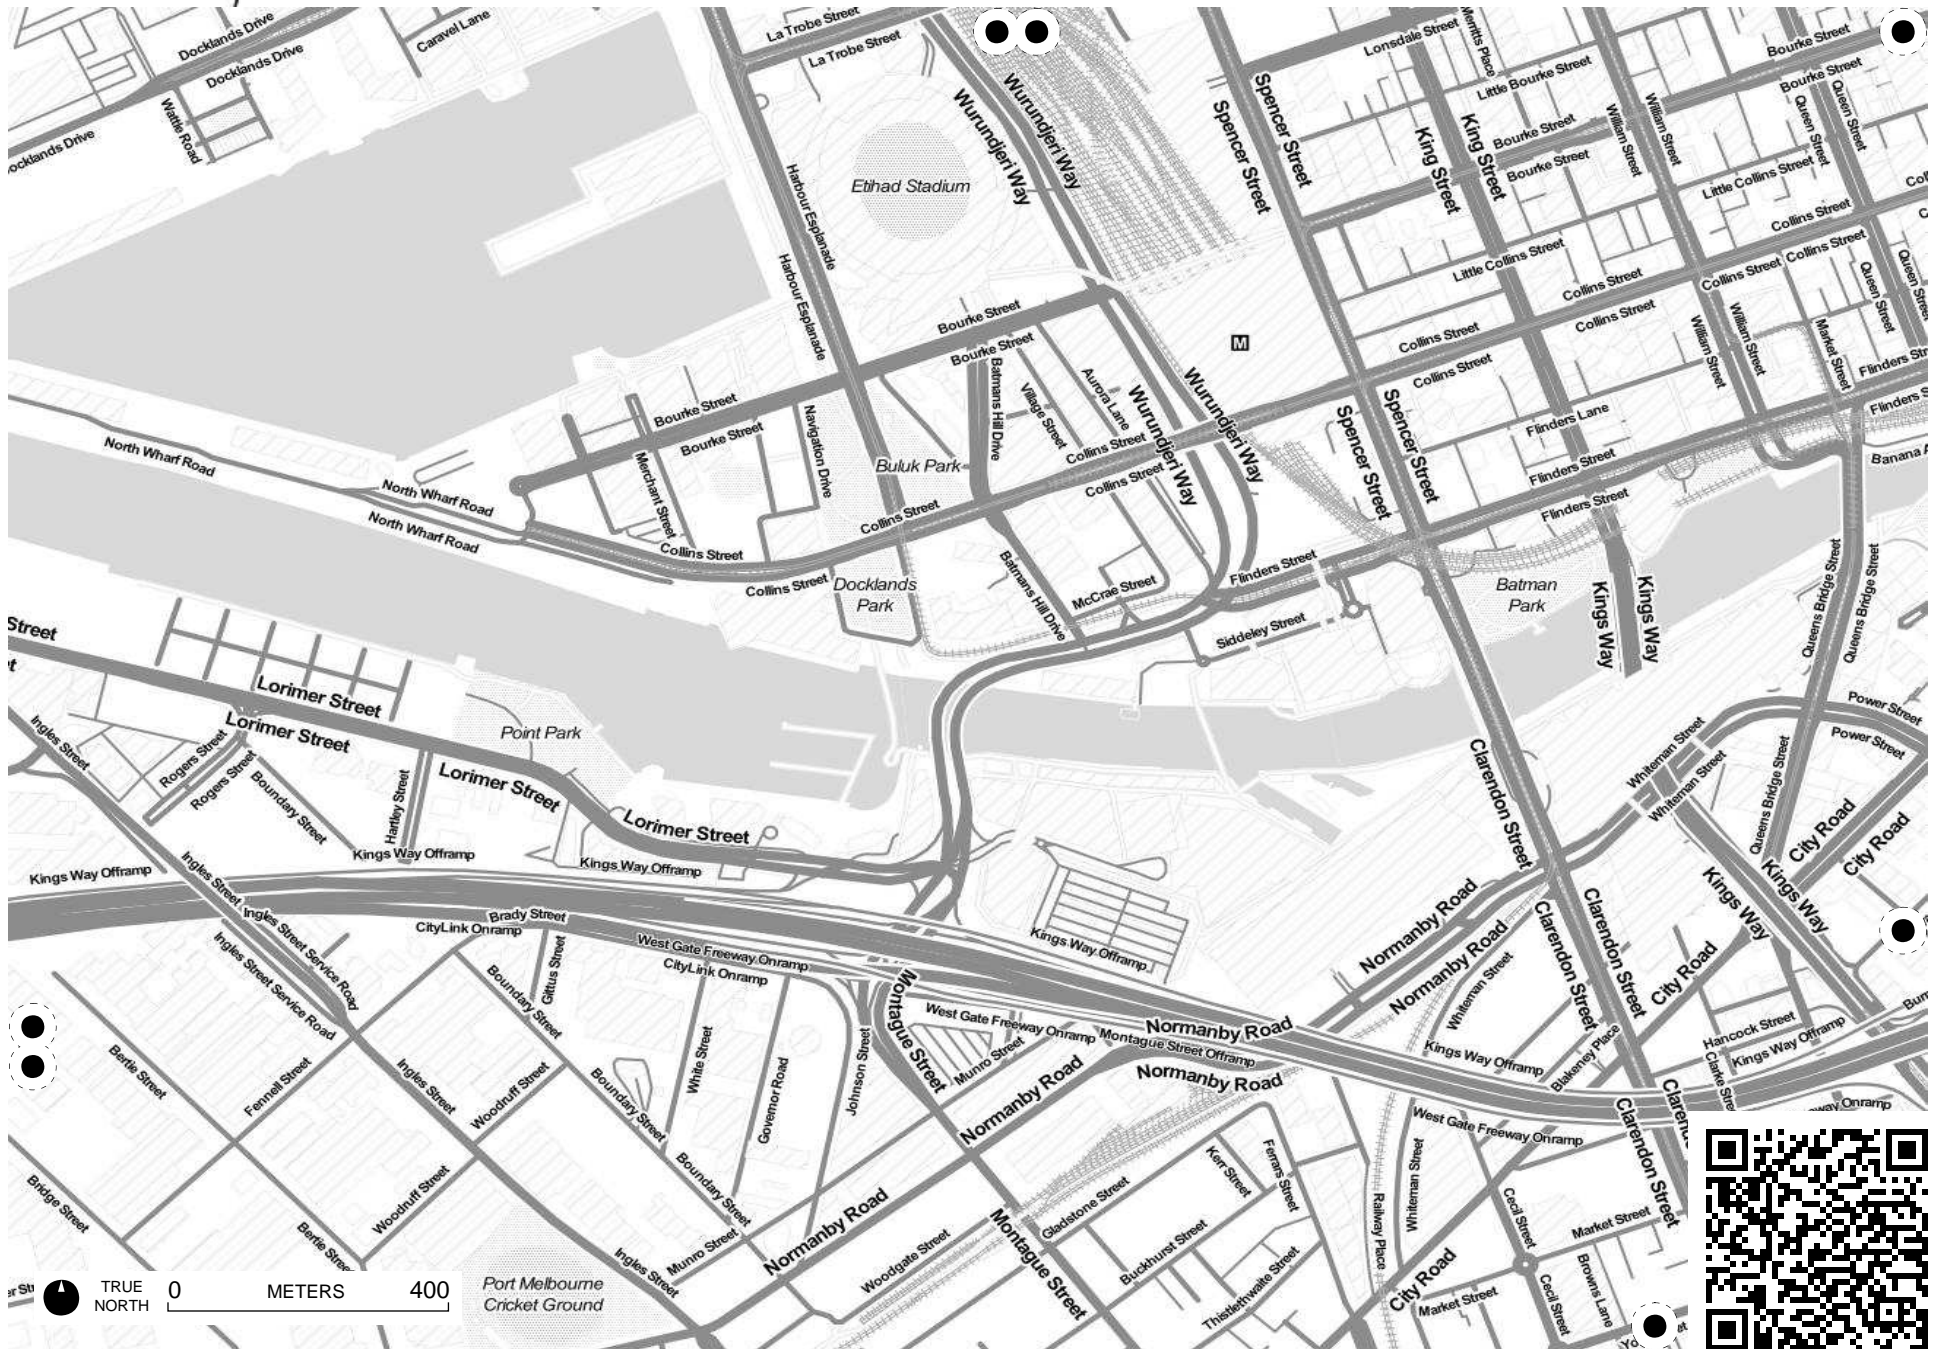 Docklands Drive
Caravel Lane
La Trobe Street
La Trobe Street
Docklands Drive
Wattle Road
ocklands Drive
Wurundjeri Way
Wurundjeri Way
Etihad Stadium
Harbour Esplanade
Harbour Esplanade
Spencer Street
Spencer Street
Lonsdale Street
Merritts Place
Little Bourke Street
Bourke Street
Bourke Street
King Street
King Street
Bourke Street
Bourke Street
William Street
William Street
Queen Street
Queen Street
Little Collins Street
Little Collins Street
Collins Street
Collins Street
Collins Street
Collins Street
Collins Street
Collins Street
Collins Street
Queen Street
Queen Street
William Street
William Street
Market Street
Flinders Str
Flinders S
Bourke Street
Bourke Street
M
Batmans Hill Drive
Village Street
Aurora Lane
Wurundjeri Way
Wurundjeri Way
Spencer Street
Spencer Street
Flinders Lane
Flinders Street
Flinders Street
Banana A
Bourke Street
Bourke Street
Navigation Drive
Merchant Street
Buluk Park
Collins Street
Collins Street
Collins Street
North Wharf Road
North Wharf Road
North Wharf Road
Collins Street
Collins Street
Docklands
Park
Batmans Hill Drive
McCrae Street
Flinders Street
Siddeley Street
Batman
Park
Kings Way
Kings Way
Queens Bridge Street
Queens Bridge Street
Street
et
Lorimer Street
Lorimer Street
Point Park
Ingles Street
Rogers Street
Rogers Street
Boundary Street
Hartley Street
Lorimer Street
Lorimer Street
Clarendon Street
Whiteman Street
Whiteman Street
Power Street
Power Street
Queens Bridge Street
City Road
City Road
Kings Way
Kings Way
Kings Way Offramp
Kings Way Offramp
Kings Way Offramp
Ingles Street
Ingles Street Service Road
Ingles Street Service Road
Brady Street
CityLink Onramp
West Gate Freeway Onramp
CityLink Onramp
Kings Way Offramp
Normanby Road
Normanby Road
Clarendon Street
Clarendon Street
City Road
Whiteman Street
Gittus Street
Boundary Street
Montague Street
West Gate Freeway Onramp
Montague Street Offramp
Normanby Road
Normanby Road
Kings Way Offramp
Hancock Street
Kings Way Offramp
Blakeney Place
Bertie Street
Fennell Street
Ingles Street
Woodruff Street
Boundary Street
White Street
Governor Road
Johnson Street
Munro Street
Normanby Road
West Gate Freeway Onramp
Clarendon Street
Bridge Street
Bertie Stree
Woodruff Street
Boundary Street
Munro Street
Normanby Road
Ingles Street
Woodgate Street
Montague Street
Gladstone Street
Kerr Street
Ferrars Street
Buckhurst Street
Thistlethwaite Street
Railway Place
Whiteman Street
City Road
Market Street
Market Street
Cecil Street
Cecil Street
Browns Lane
Port Melbourne
Cricket Ground
TRUE
NORTH
0 METERS 400